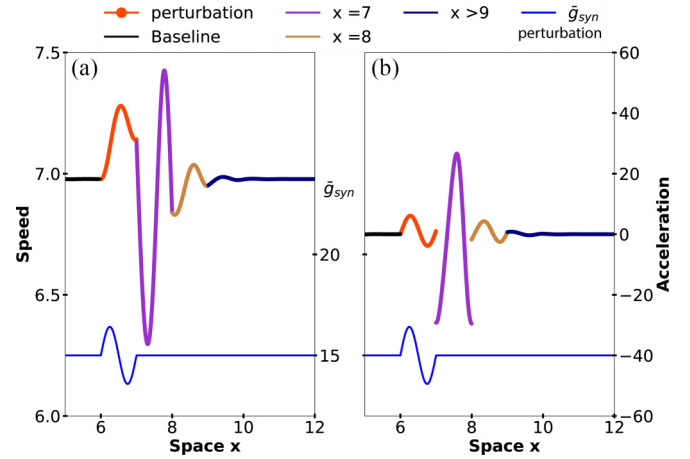 perturbation x =7 x >9 g̃syn
Baseline x =8 perturbation
(a) (b)
7.5 60
40
7.0 g̃syn 20
Speed 20 0 Acceleration
6.5 −20
15 −40
6.0 −60
6 8 10 12 6 8 10 12
Space x Space x